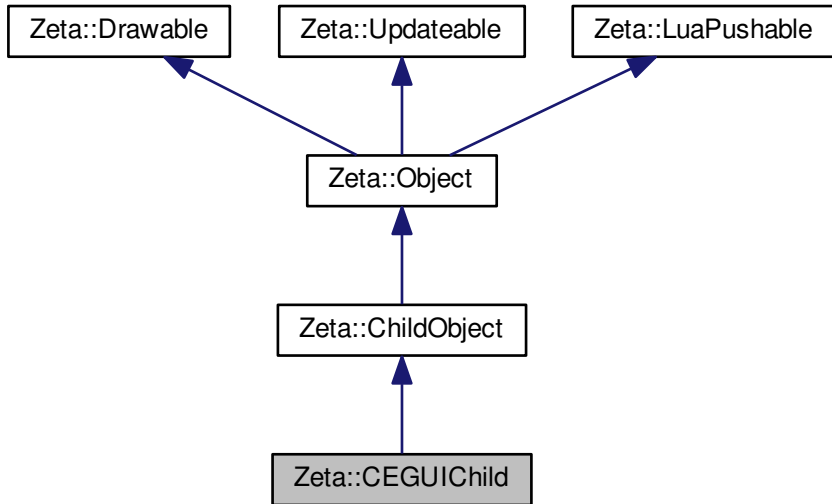 Zeta::Drawable
Zeta::Updateable
Zeta::LuaPushable
Zeta::Object
Zeta::ChildObject
Zeta::CEGUIChild